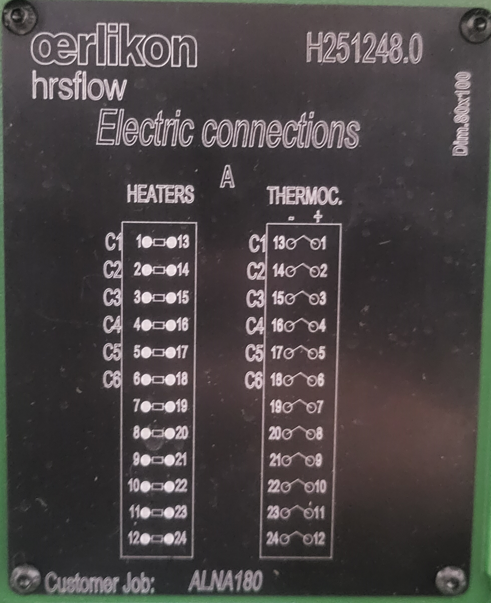 œrlikon
hrsflow
H251248.0
Dim.80x100
Electric connections
A
HEATERS THERMOC.
- +
C1 1 13 C1 13 1
C2 2 14 C2 14 2
C3 3 15 C3 15 3
C4 4 16 C4 16 4
C5 5 17 C5 17 5
C6 6 18 C6 18 6
7 19 19 7
8 20 20 8
9 21 21 9
10 22 22 10
11 23 23 11
12 24 24 12
Customer Job: ALNA180